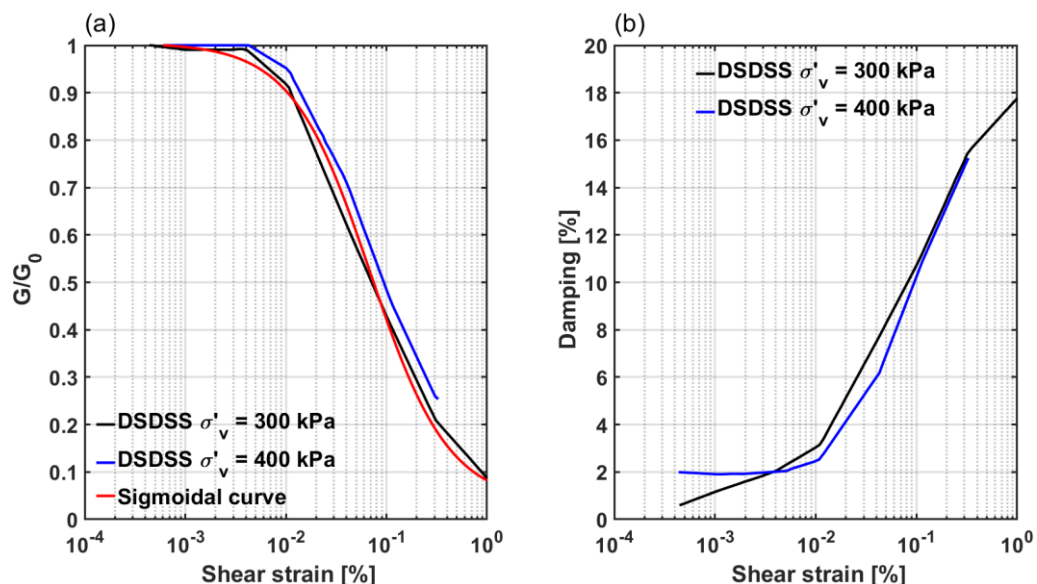 (a)
1
0.9
0.8
0.7
0.6
0.5
0.4
0.3
0.2
0.1
0
G/G0
DSDSS σ'v = 300 kPa
DSDSS σ'v = 400 kPa
Sigmoidal curve
10^-4 10^-3 10^-2 10^-1 10^0
Shear strain [%]
(b)
20
18
16
14
12
10
8
6
4
2
0
Damping [%]
DSDSS σ'v = 300 kPa
DSDSS σ'v = 400 kPa
10^-4 10^-3 10^-2 10^-1 10^0
Shear strain [%]